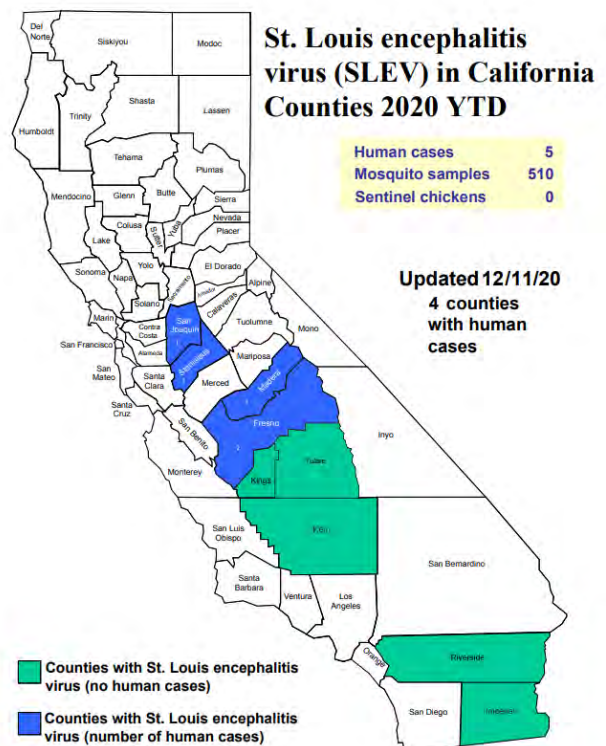 St. Louis encephalitis
virus (SLEV) in California
Counties 2020 YTD
Human cases 5
Mosquito samples 510
Sentinel chickens 0
Updated 12/11/20
4 counties
with human
cases
Del
Norte
Siskiyou
Modoc
Humboldt
Trinity
Shasta
Lassen
Tehama
Plumas
Mendocino
Glenn
Butte
Sierra
Nevada
Placer
Yuba
Colusa
Lake
Sonoma
Napa
Yolo
El Dorado
Alpine
Solano
Sacramento
Amador
Calaveras
Marin
Contra
Costa
San
Joaquin
Tuolumne
Mono
San Francisco
Alameda
Stanislaus
Mariposa
San
Mateo
Santa
Clara
Merced
Madera
Santa
Cruz
San Benito
Fresno
Inyo
Monterey
Kings
Tulare
San Luis
Obispo
Kern
San Bernardino
Santa
Barbara
Ventura
Los
Angeles
Orange
Riverside
San Diego
Imperial
Counties with St. Louis encephalitis
virus (no human cases)
Counties with St. Louis encephalitis
virus (number of human cases)